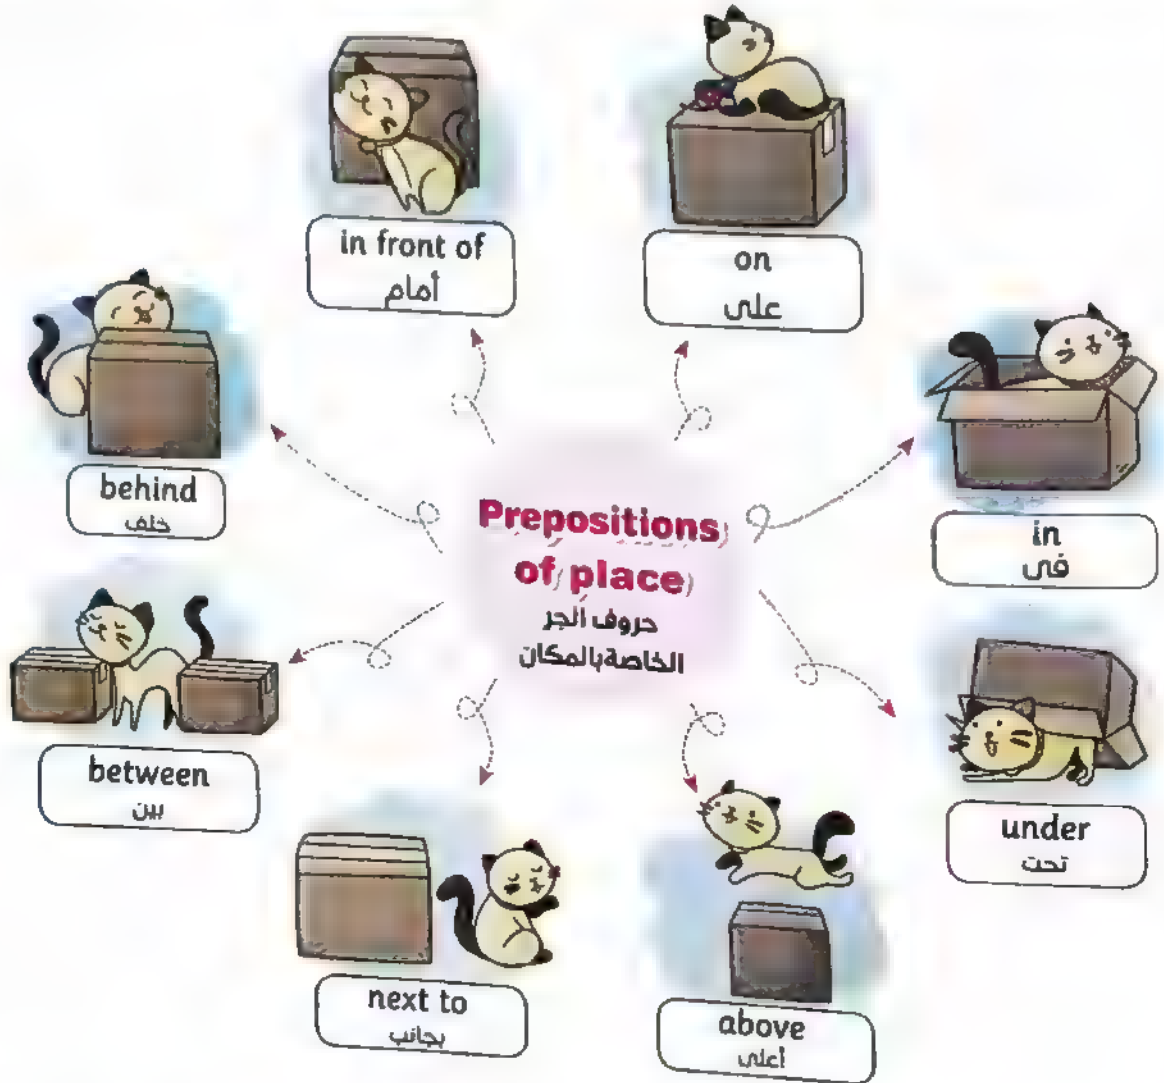 in front of
أمام
on
على
behind
خلف
in
فى
Prepositions
of place
حروف الجر
الخاصة بالمكان
between
بين
under
تحت
next to
بجانب
above
أعلى